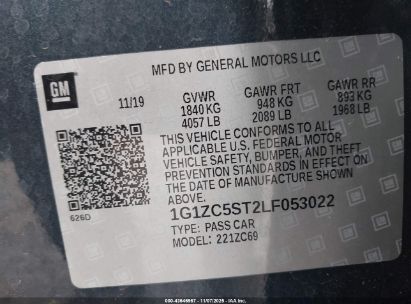 MFD BY GENERAL MOTORS LLC
GM
11/19
GVWR GAWR FRT GAWR RR
1840 KG 948 KG 893 KG
4057 LB 2089 LB 1968 LB
THIS VEHICLE CONFORMS TO ALL
APPLICABLE U.S. FEDERAL MOTOR
VEHICLE SAFETY, BUMPER, AND THEFT
PREVENTION STANDARDS IN EFFECT ON
THE DATE OF MANUFACTURE SHOWN
ABOVE.
626D
1G1ZC5ST2LF053022
TYPE: PASS CAR
MODEL: 221ZC69